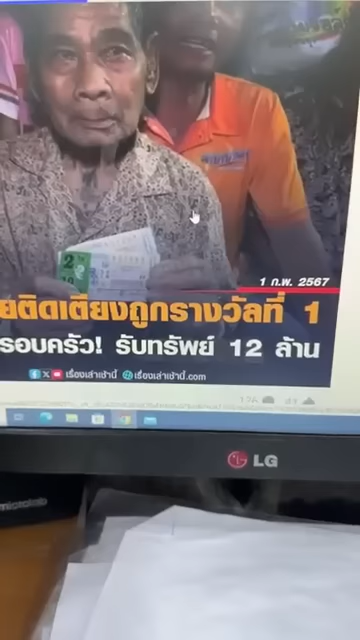 1 ก.พ. 2567
ยติดเตียงถูกรางวัลที่ 1
รอบครัว! รับทรัพย์ 12 ล้าน
เรื่องเล่าเช้านี้ เรื่องเล่าเช้านี้.com
LG